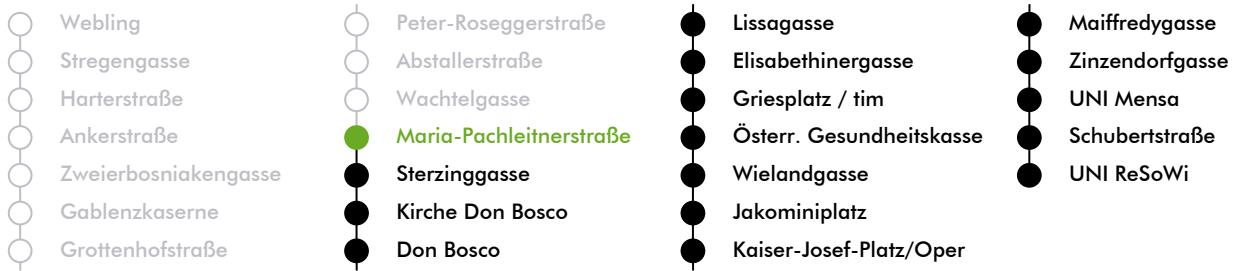 Webling
Stregengasse
Harterstraße
Ankerstraße
Zweierbosniakengasse
Gablenzkaserne
Grottenhofstraße
Peter-Roseggerstraße
Abstallerstraße
Wachtelgasse
Maria-Pachleitnerstraße
Sterzinggasse
Kirche Don Bosco
Don Bosco
Lissagasse
Elisabethinergasse
Griesplatz / tim
Österr. Gesundheitskasse
Wielandgasse
Jakominiplatz
Kaiser-Josef-Platz/Oper
Maiffredygasse
Zinzendorfgasse
UNI Mensa
Schubertstraße
UNI ReSoWi